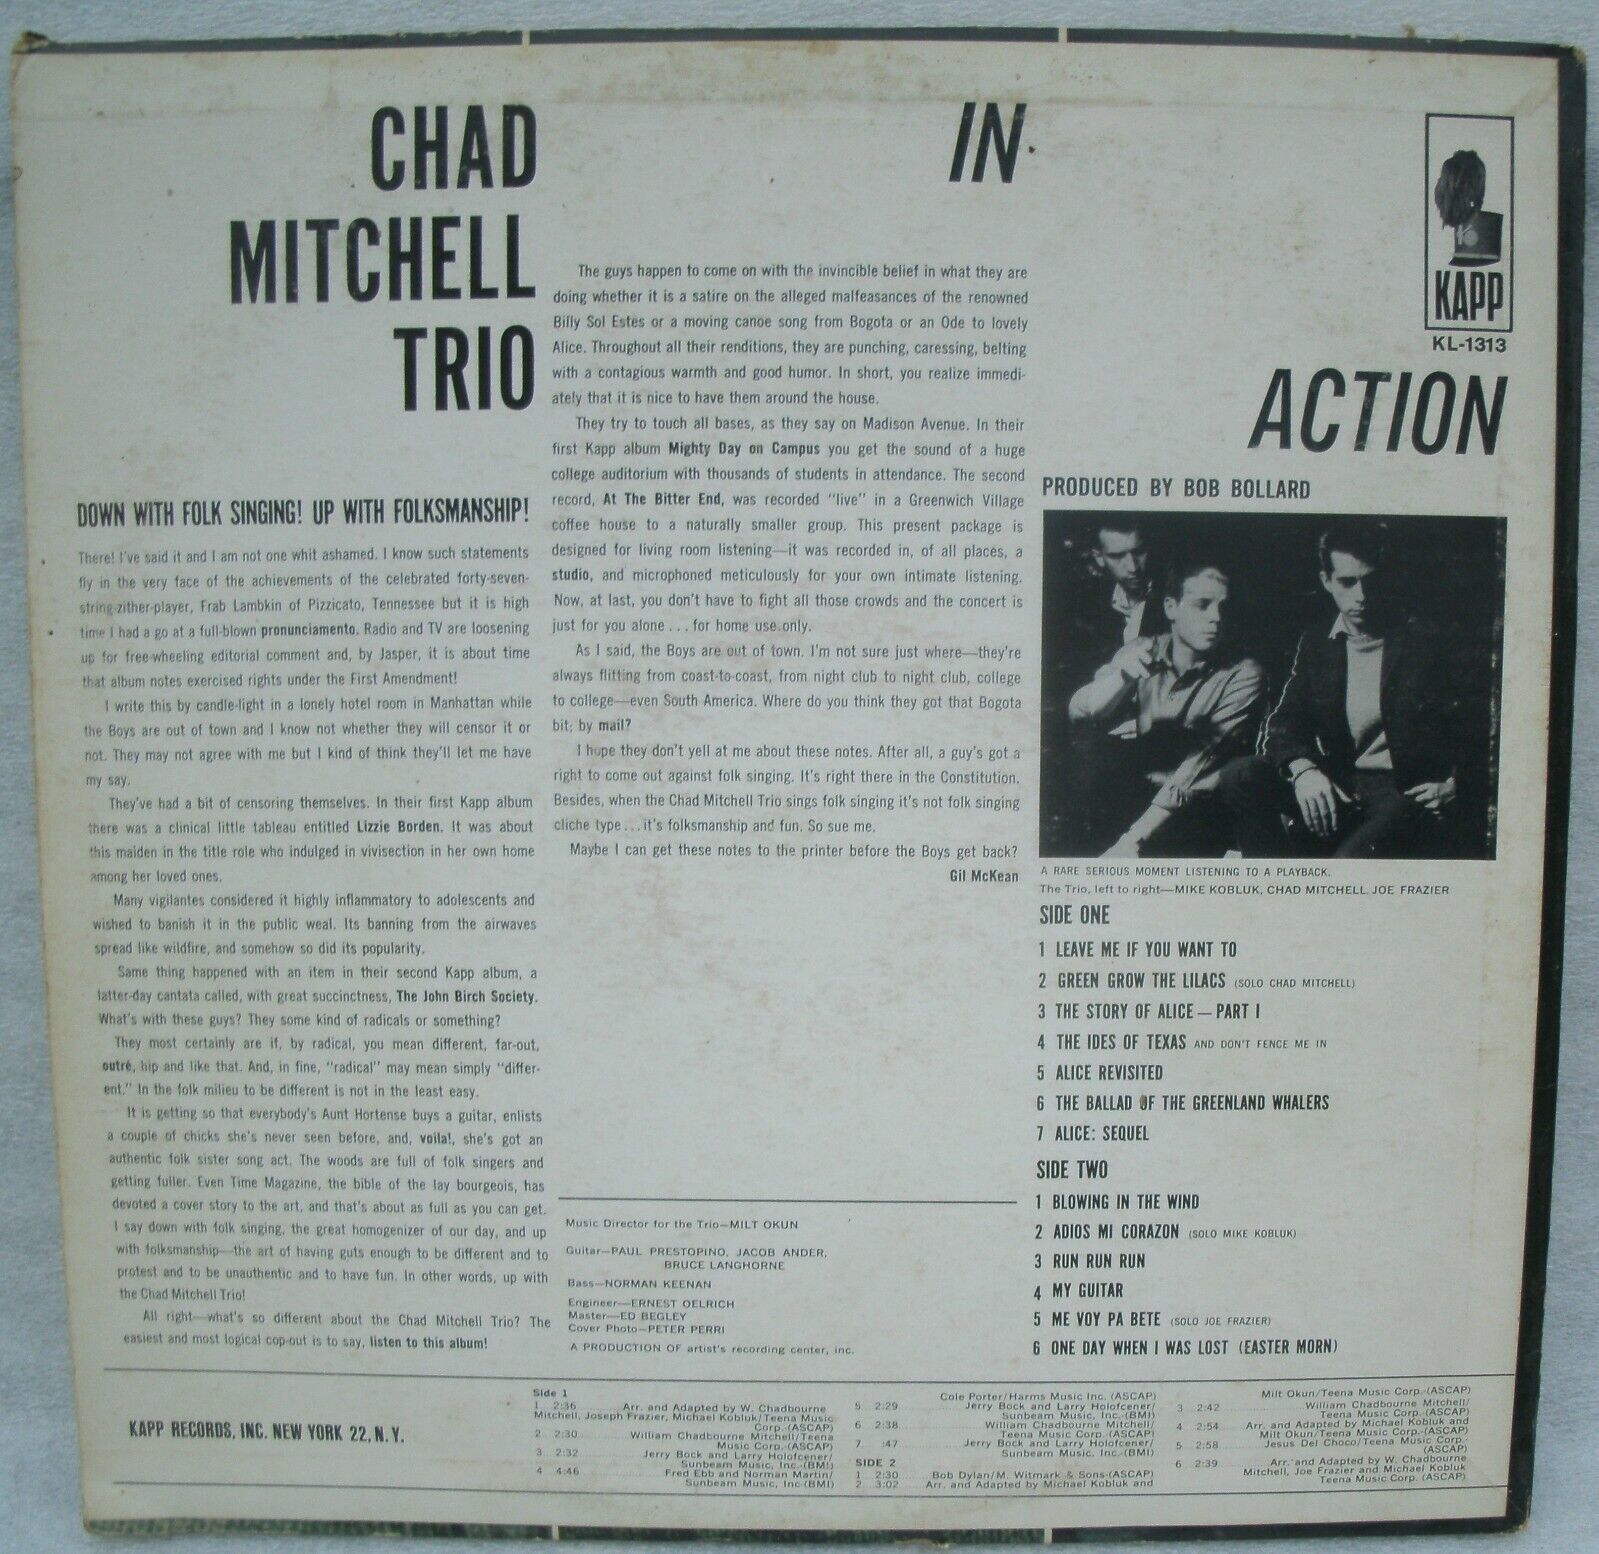 CHAD
MITCHELL
TRIO
IN
ACTION
KAPP
KL-1313
DOWN WITH FOLK SINGING! UP WITH FOLKSMANSHIP!
There! I've said it and I am not one whit ashamed. I know such statements
fly in the very face of the achievements of the celebrated forty-seven-
string-zither-player, Frab Lambkin of Pizzicato, Tennessee but it is high
time I had a go at a full-blown pronunciamento. Radio and TV are loosening
up for free-wheeling editorial comment and, by Jasper, it is about time
that album notes exercised rights under the First Amendment!
I write this by candle-light in a lonely hotel room in Manhattan while
the Boys are out of town and I know not whether they will censor it or
not. They may not agree with me but I kind of think they'll let me have
my say.
They've had a bit of censoring themselves. In their first Kapp album
there was a clinical little tableau entitled Lizzie Borden. It was about
this maiden in the title role who indulged in vivisection in her own home
among her loved ones.
Many vigilantes considered it highly inflammatory to adolescents and
wished to banish it in the public weal. Its banning from the airwaves
spread like wildfire, and somehow so did its popularity.
Same thing happened with an item in their second Kapp album, a
latter-day cantata called, with great succinctness, The John Birch Society.
What's with these guys? They some kind of radicals or something?
They most certainly are if, by radical, you mean different, far-out,
outré, hip and like that. And, in fine, "radical" may mean simply "differ-
ent." In the folk milieu to be different is not in the least easy.
It is getting so that everybody's Aunt Hortense buys a guitar, enlists
a couple of chicks she's never seen before, and, voila!, she's got an
authentic folk sister song act. The woods are full of folk singers and
getting fuller. Even Time Magazine, the bible of the lay bourgeois, has
devoted a cover story to the art, and that's about as full as you can get.
I say down with folk singing, the great homogenizer of our day, and up
with folksmanship—the art of having guts enough to be different and to
protest and to be unauthentic and to have fun. In other words, up with
the Chad Mitchell Trio!
All right—what's so different about the Chad Mitchell Trio? The
easiest and most logical cop-out is to say, listen to this album!
The guys happen to come on with the invincible belief in what they are
doing whether it is a satire on the alleged malfeasances of the renowned
Billy Sol Estes or a moving canoe song from Bogota or an Ode to lovely
Alice. Throughout all their renditions, they are punching, caressing, belting
with a contagious warmth and good humor. In short, you realize immedi-
ately that it is nice to have them around the house.
They try to touch all bases, as they say on Madison Avenue. In their
first Kapp album Mighty Day on Campus you get the sound of a huge
college auditorium with thousands of students in attendance. The second
record, At The Bitter End, was recorded "live" in a Greenwich Village
coffee house to a naturally smaller group. This present package is
designed for living room listening—it was recorded in, of all places, a
studio, and microphoned meticulously for your own intimate listening.
Now, at last, you don't have to fight all those crowds and the concert is
just for you alone . . . for home use only.
As I said, the Boys are out of town. I'm not sure just where—they're
always flitting from coast-to-coast, from night club to night club, college
to college—even South America. Where do you think they got that Bogota
bit; by mail?
I hope they don't yell at me about these notes. After all, a guy's got a
right to come out against folk singing. It's right there in the Constitution.
Besides, when the Chad Mitchell Trio sings folk singing it's not folk singing
cliche type . . . it's folksmanship and fun. So sue me.
Maybe I can get these notes to the printer before the Boys get back?
Gil McKean
Music Director for the Trio—MILT OKUN
Guitar—PAUL PRESTOPINO, JACOB ANDER,
BRUCE LANGHORNE
Bass—NORMAN KEENAN
Engineer—ERNEST OELRICH
Master—ED BEGLEY
Cover Photo—PETER PERRI
A PRODUCTION OF artist's recording center, inc.
PRODUCED BY BOB BOLLARD
A RARE SERIOUS MOMENT LISTENING TO A PLAYBACK.
The Trio, left to right—MIKE KOBLUK, CHAD MITCHELL, JOE FRAZIER
SIDE ONE
1 LEAVE ME IF YOU WANT TO
2 GREEN GROW THE LILACS (SOLO CHAD MITCHELL)
3 THE STORY OF ALICE—PART I
4 THE IDES OF TEXAS AND DON'T FENCE ME IN
5 ALICE REVISITED
6 THE BALLAD OF THE GREENLAND WHALERS
7 ALICE: SEQUEL
SIDE TWO
1 BLOWING IN THE WIND
2 ADIOS MI CORAZON (SOLO MIKE KOBLUK)
3 RUN RUN RUN
4 MY GUITAR
5 ME VOY PA BETE (SOLO JOE FRAZIER)
6 ONE DAY WHEN I WAS LOST (EASTER MORN)
KAPP RECORDS, INC. NEW YORK 22, N. Y.
Side 1
1 2:36 Arr. and Adapted by W. Chadbourne
Mitchell, Joseph Frazier, Michael Kobluk/Teena Music
Corp.-(ASCAP)
2 2:30 William Chadbourne Mitchell/Teena
Music Corp.-(ASCAP)
3 2:32 Jerry Bock and Larry Holofcener/
Sunbeam Music, Inc.-(BMI)
4 4:46 Fred Ebb and Norman Martin/
Sunbeam Music, Inc-(BMI)
Cole Porter/Harms Music Inc. (ASCAP)
5 2:29 Jerry Bock and Larry Holofcener/
Sunbeam Music, Inc.-(BMI)
6 2:38 William Chadbourne Mitchell/
Teena Music Corp.-(ASCAP)
7 :47 Jerry Bock and Larry Holofcener/
Sunbeam Music, Inc.-(BMI)
SIDE 2
1 2:30 Bob Dylan/M. Witmark & Sons-(ASCAP)
2 3:02 Arr. and Adapted by Michael Kobluk and
Milt Okun/Teena Music Corp.-(ASCAP)
3 2:42 William Chadbourne Mitchell/
Teena Music Corp.-(ASCAP)
4 2:54 Arr. and Adapted by Michael Kobluk and
Milt Okun/Teena Music Corp.-(ASCAP)
5 2:58 Jesus Del Choco/Teena Music Corp.-
(ASCAP)
6 2:39 Arr. and Adapted by W. Chadbourne
Mitchell, Joe Frazier and Michael Kobluk
Teena Music Corp. (ASCAP)